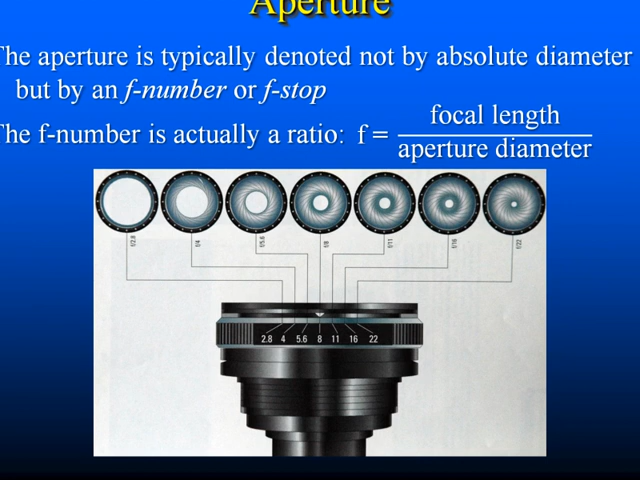 Aperture
The aperture is typically denoted not by absolute diameter
but by an f-number or f-stop
The f-number is actually a ratio: f = focal length
aperture diameter
f/2.8 f/4 f/5.6 f/8 f/11 f/16 f/22
2.8 4 5.6 8 11 16 22